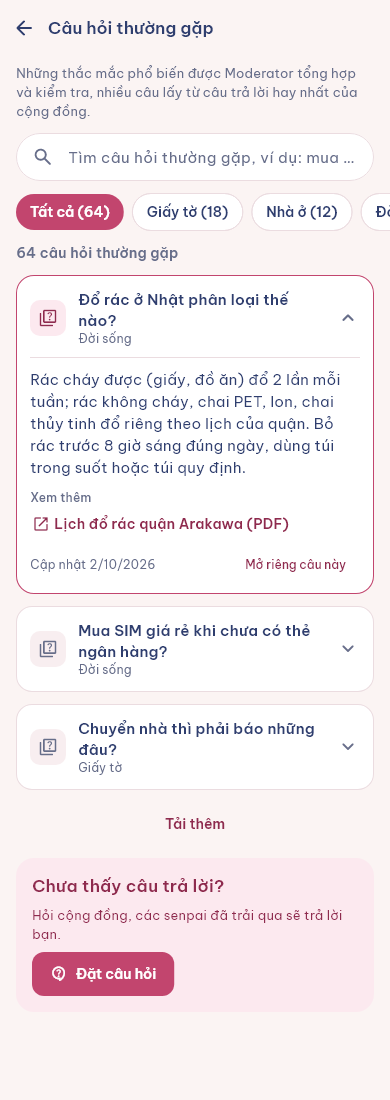 Câu hỏi thường gặp
Những thắc mắc phổ biến được Moderator tổng hợp
và kiểm tra, nhiều câu lấy từ câu trả lời hay nhất của
cộng đồng.
Tìm câu hỏi thường gặp, ví dụ: mua ...
Tất cả (64)
Giấy tờ (18)
Nhà ở (12)
64 câu hỏi thường gặp
Đổ rác ở Nhật phân loại thế
nào?
Đời sống
Rác cháy được (giấy, đồ ăn) đổ 2 lần mỗi
tuần; rác không cháy, chai PET, lon, chai
thủy tinh đổ riêng theo lịch của quận. Bỏ
rác trước 8 giờ sáng đúng ngày, dùng túi
trong suốt hoặc túi quy định.
Xem thêm
Lịch đổ rác quận Arakawa (PDF)
Cập nhật 2/10/2026
Mở riêng câu này
Mua SIM giá rẻ khi chưa có thẻ
ngân hàng?
Đời sống
Chuyển nhà thì phải báo những
đâu?
Giấy tờ
Tải thêm
Chưa thấy câu trả lời?
Hỏi cộng đồng, các senpai đã trải qua sẽ trả lời
bạn.
Đặt câu hỏi